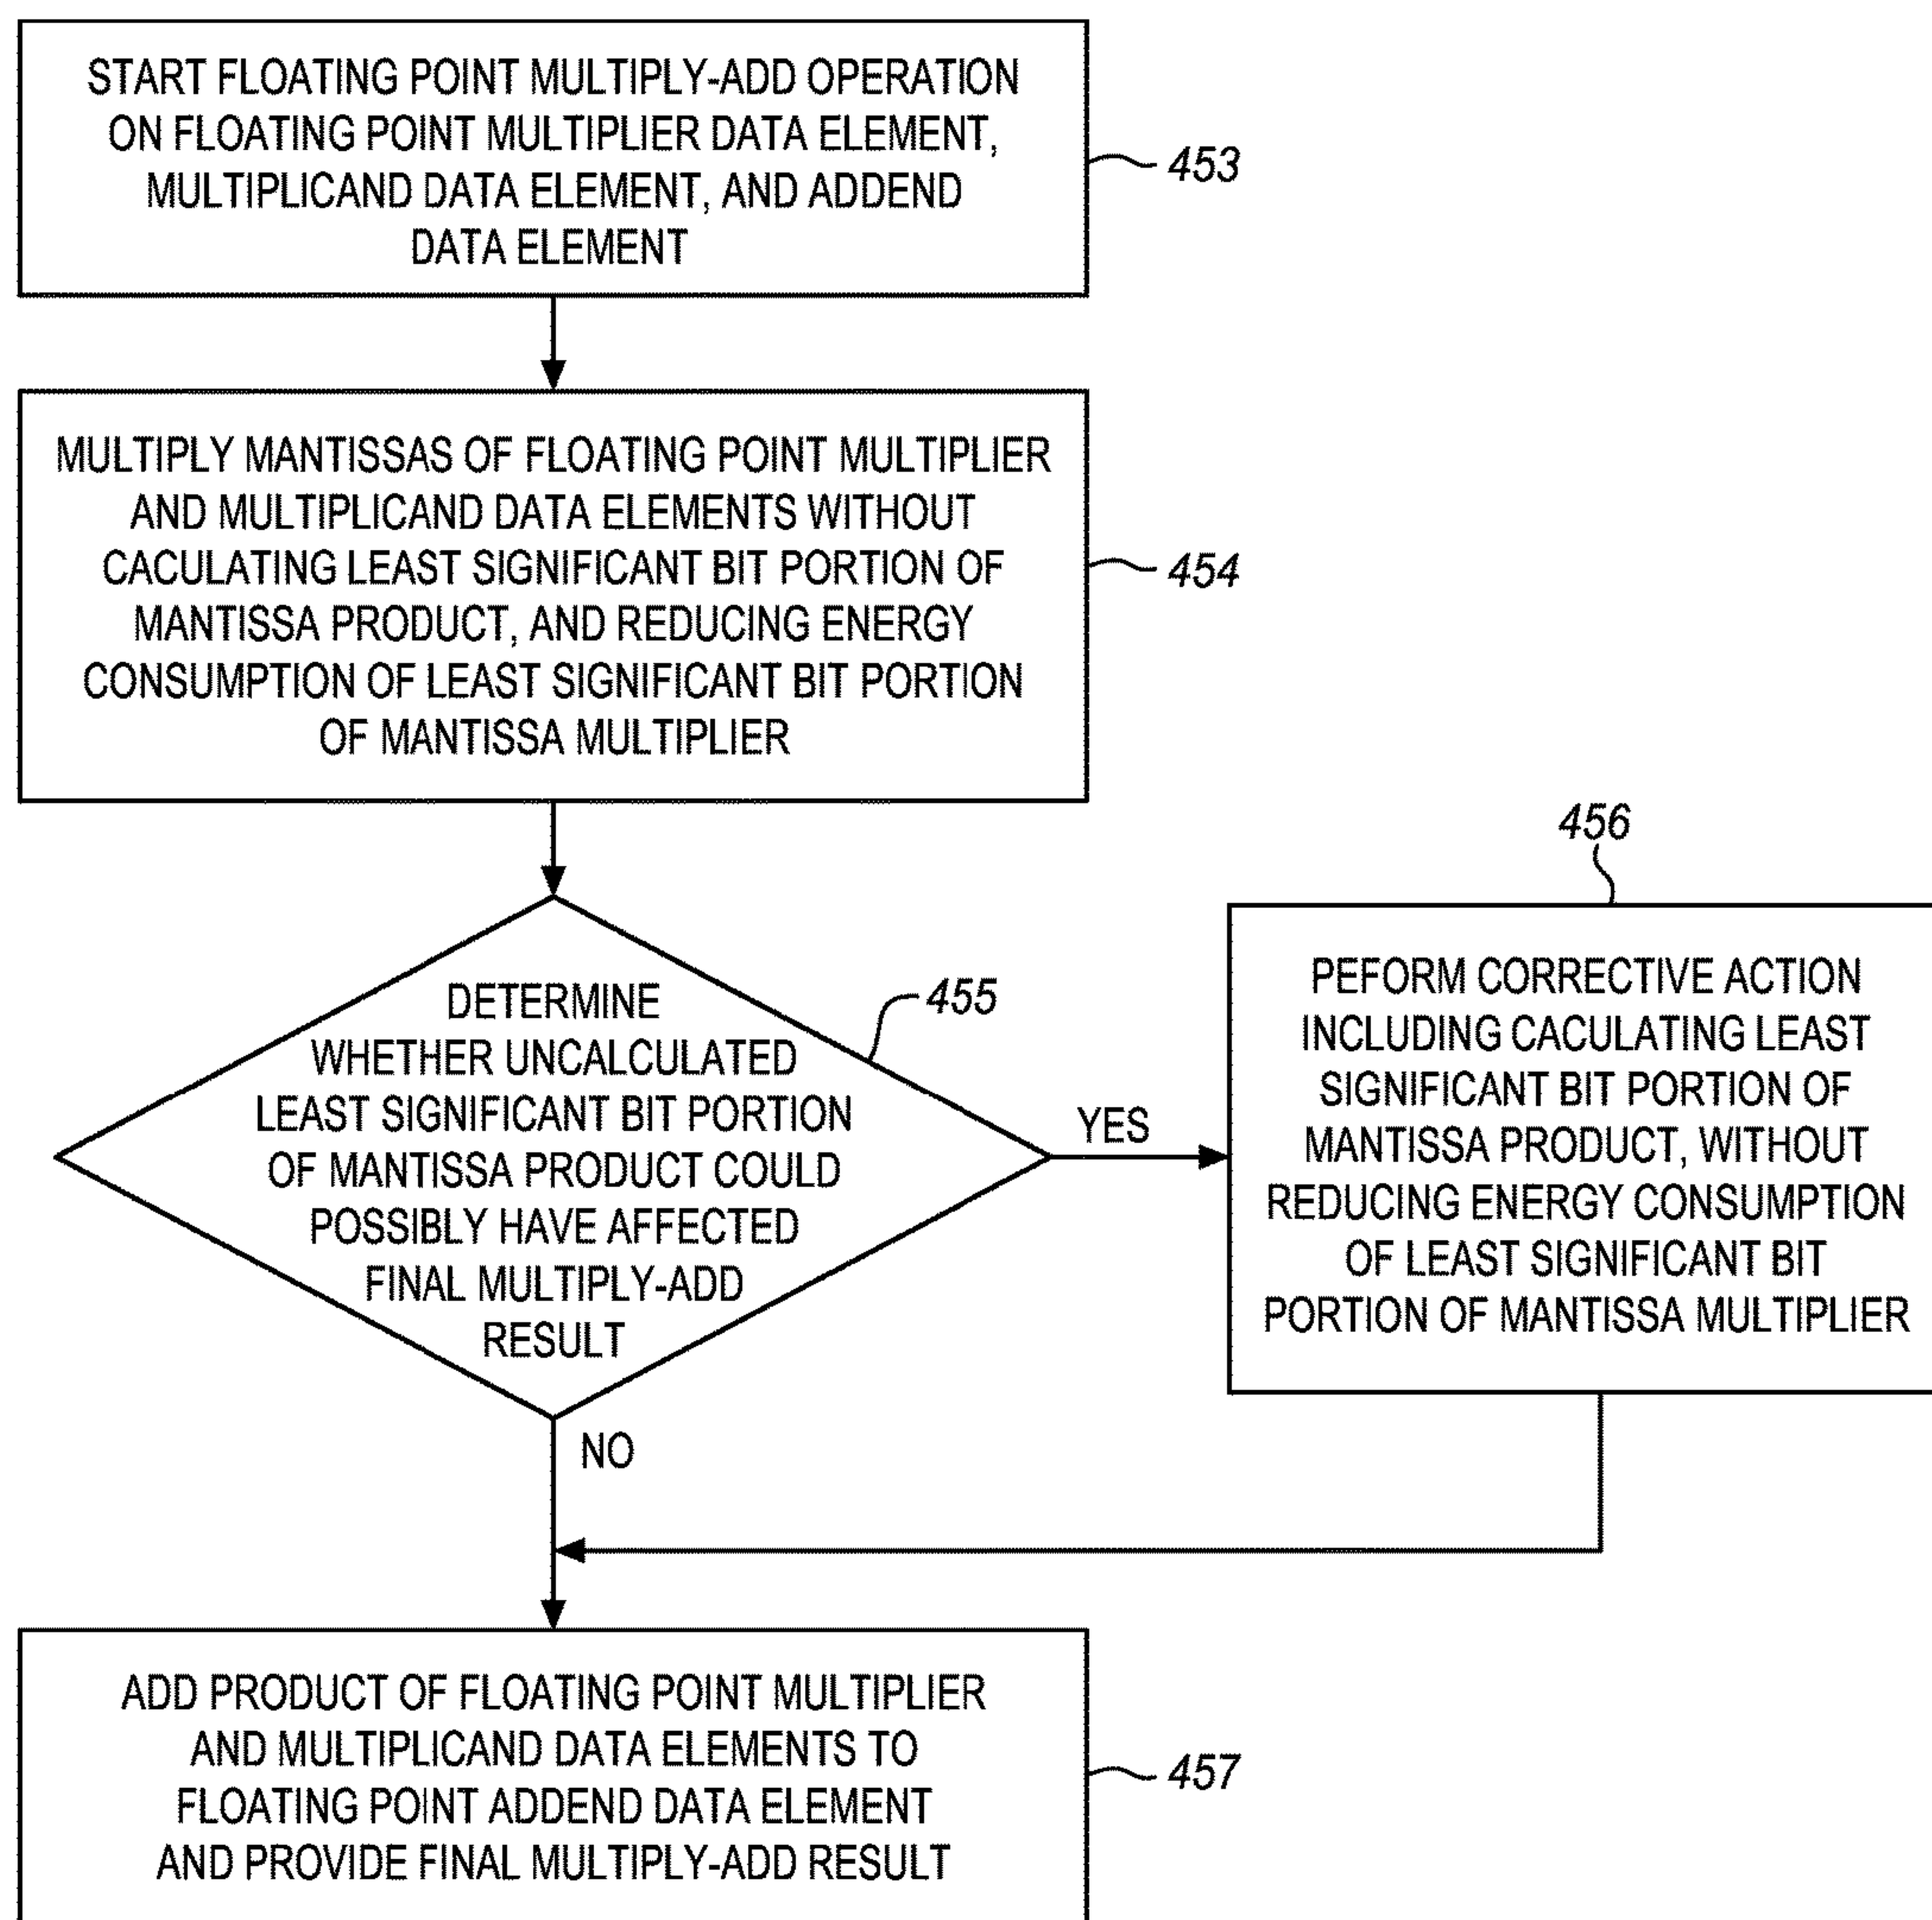 START FLOATING POINT MULTIPLY-ADD OPERATION
ON FLOATING POINT MULTIPLIER DATA ELEMENT,
MULTIPLICAND DATA ELEMENT, AND ADDEND
DATA ELEMENT
453
MULTIPLY MANTISSAS OF FLOATING POINT MULTIPLIER
AND MULTIPLICAND DATA ELEMENTS WITHOUT
CACULATING LEAST SIGNIFICANT BIT PORTION OF
MANTISSA PRODUCT, AND REDUCING ENERGY
CONSUMPTION OF LEAST SIGNIFICANT BIT PORTION
OF MANTISSA MULTIPLIER
454
DETERMINE
WHETHER UNCALCULATED
LEAST SIGNIFICANT BIT PORTION
OF MANTISSA PRODUCT COULD
POSSIBLY HAVE AFFECTED
FINAL MULTIPLY-ADD
RESULT
455
YES
456
PEFORM CORRECTIVE ACTION
INCLUDING CACULATING LEAST
SIGNIFICANT BIT PORTION OF
MANTISSA PRODUCT, WITHOUT
REDUCING ENERGY CONSUMPTION
OF LEAST SIGNIFICANT BIT
PORTION OF MANTISSA MULTIPLIER
NO
ADD PRODUCT OF FLOATING POINT MULTIPLIER
AND MULTIPLICAND DATA ELEMENTS TO
FLOATING POINT ADDEND DATA ELEMENT
AND PROVIDE FINAL MULTIPLY-ADD RESULT
457